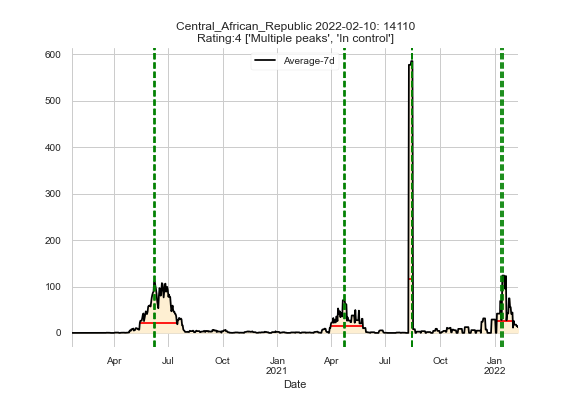 Central_African_Republic 2022-02-10: 14110
Rating:4 ['Multiple peaks', 'In control']
Average-7d
600
500
400
300
200
100
0
Apr Jul Oct Jan Apr Jul Oct Jan
2021 2022
Date